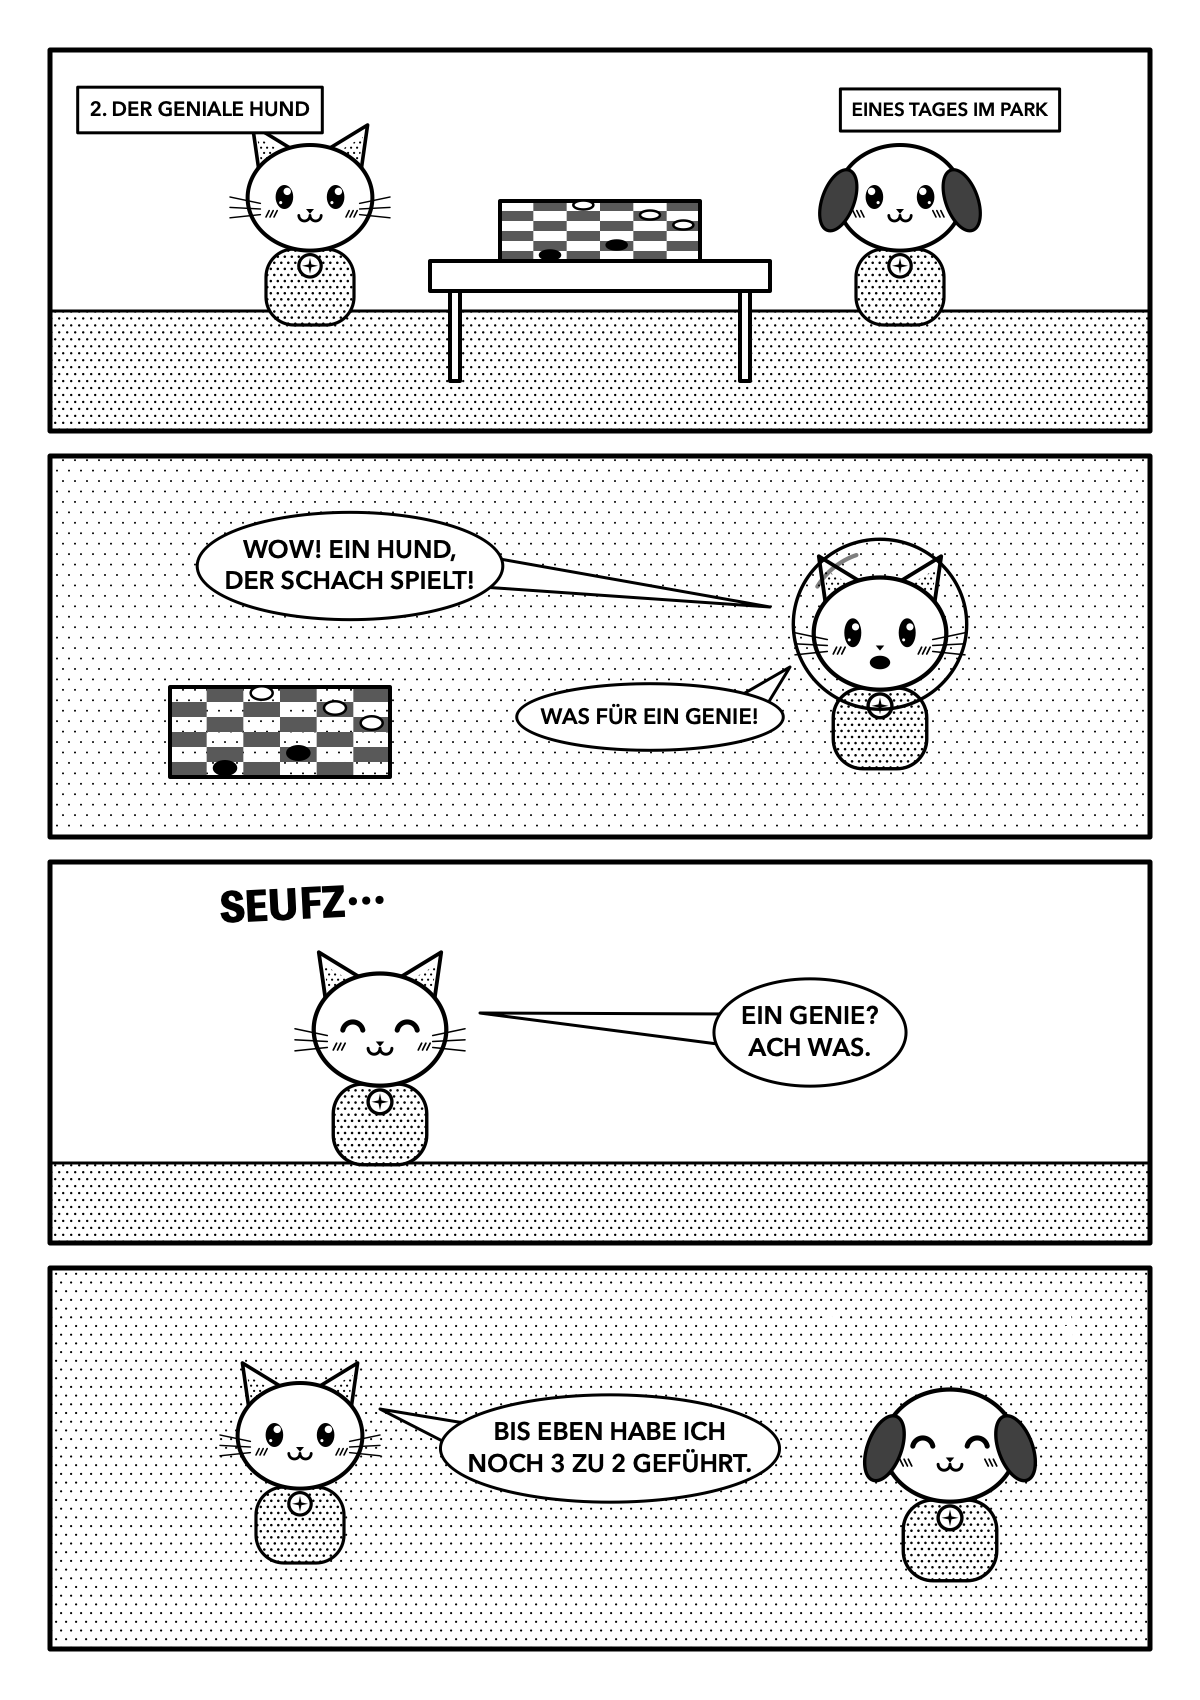 2. DER GENIALE HUND
EINES TAGES IM PARK
WOW! EIN HUND,
DER SCHACH SPIELT!
WAS FÜR EIN GENIE!
SEUFZ…
EIN GENIE?
ACH WAS.
BIS EBEN HABE ICH
NOCH 3 ZU 2 GEFÜHRT.